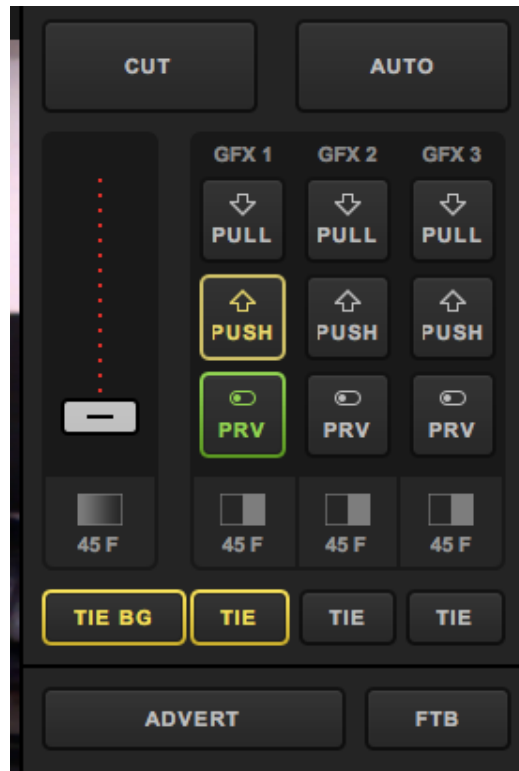 CUT AUTO
GFX 1 GFX 2 GFX 3
PULL PULL PULL
PUSH PUSH PUSH
PRV PRV PRV
45 F 45 F 45 F 45 F
TIE BG TIE TIE TIE
ADVERT FTB